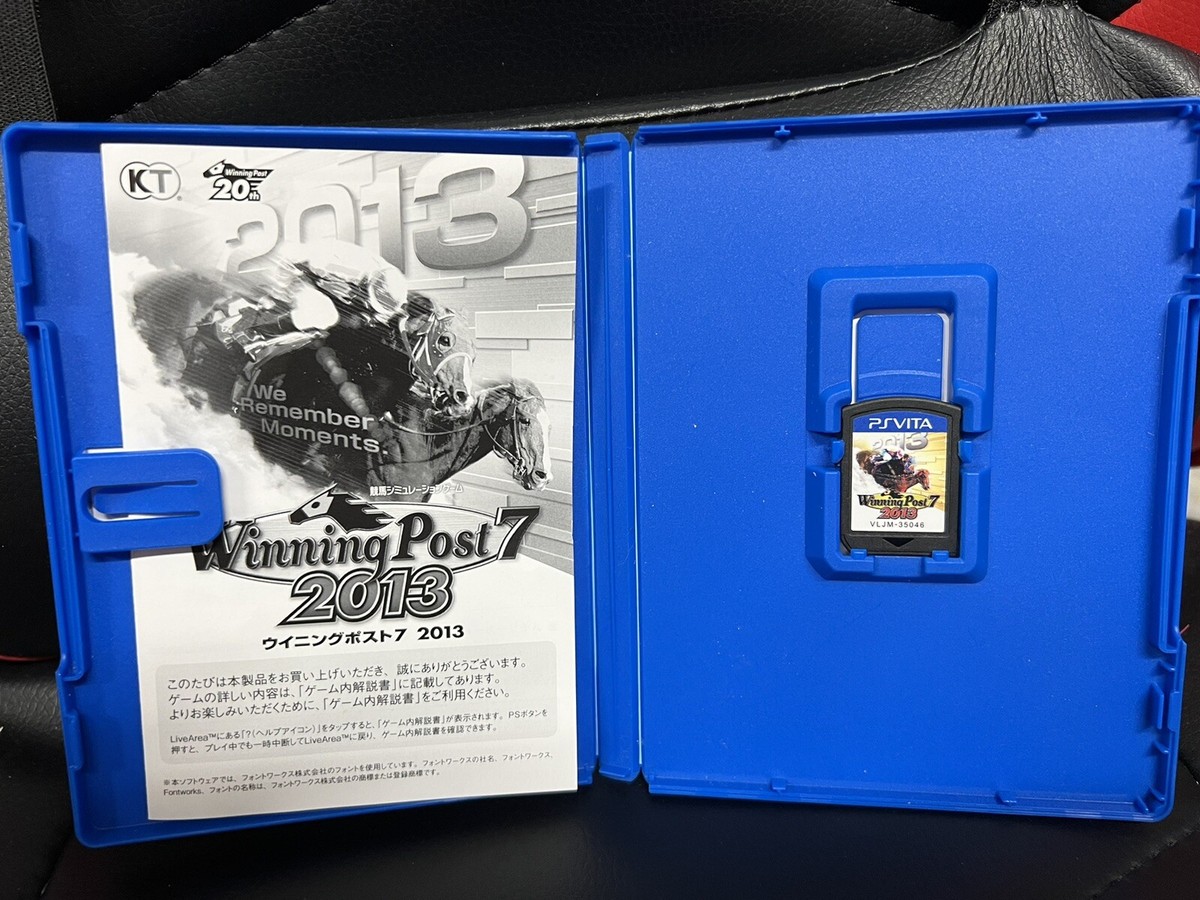 KT
Winning Post
20th
2013
We
Remember
Moments.
競馬シミュレーションゲーム
Winning Post 7
2013
ウイニングポスト7 2013
このたびは本製品をお買い上げいただき、誠にありがとうございます。
ゲームの詳しい内容は、「ゲーム内解説書」に記載してあります。
よりお楽しみいただくために、「ゲーム内解説書」をご利用ください。
LiveArea™にある「?(ヘルプアイコン)」をタップすると、「ゲーム内解説書」が表示されます。PSボタンを
押すと、プレイ中でも一時中断してLiveArea™に戻り、ゲーム内解説書を確認できます。
※本ソフトウェアでは、フォントワークス株式会社のフォントを使用しています。フォントワークスの社名、フォントワークス、
Fontworks、フォントの名称は、フォントワークス株式会社の商標または登録商標です。
PSVITA
2013
Winning Post 7
2013
VLJM-35046